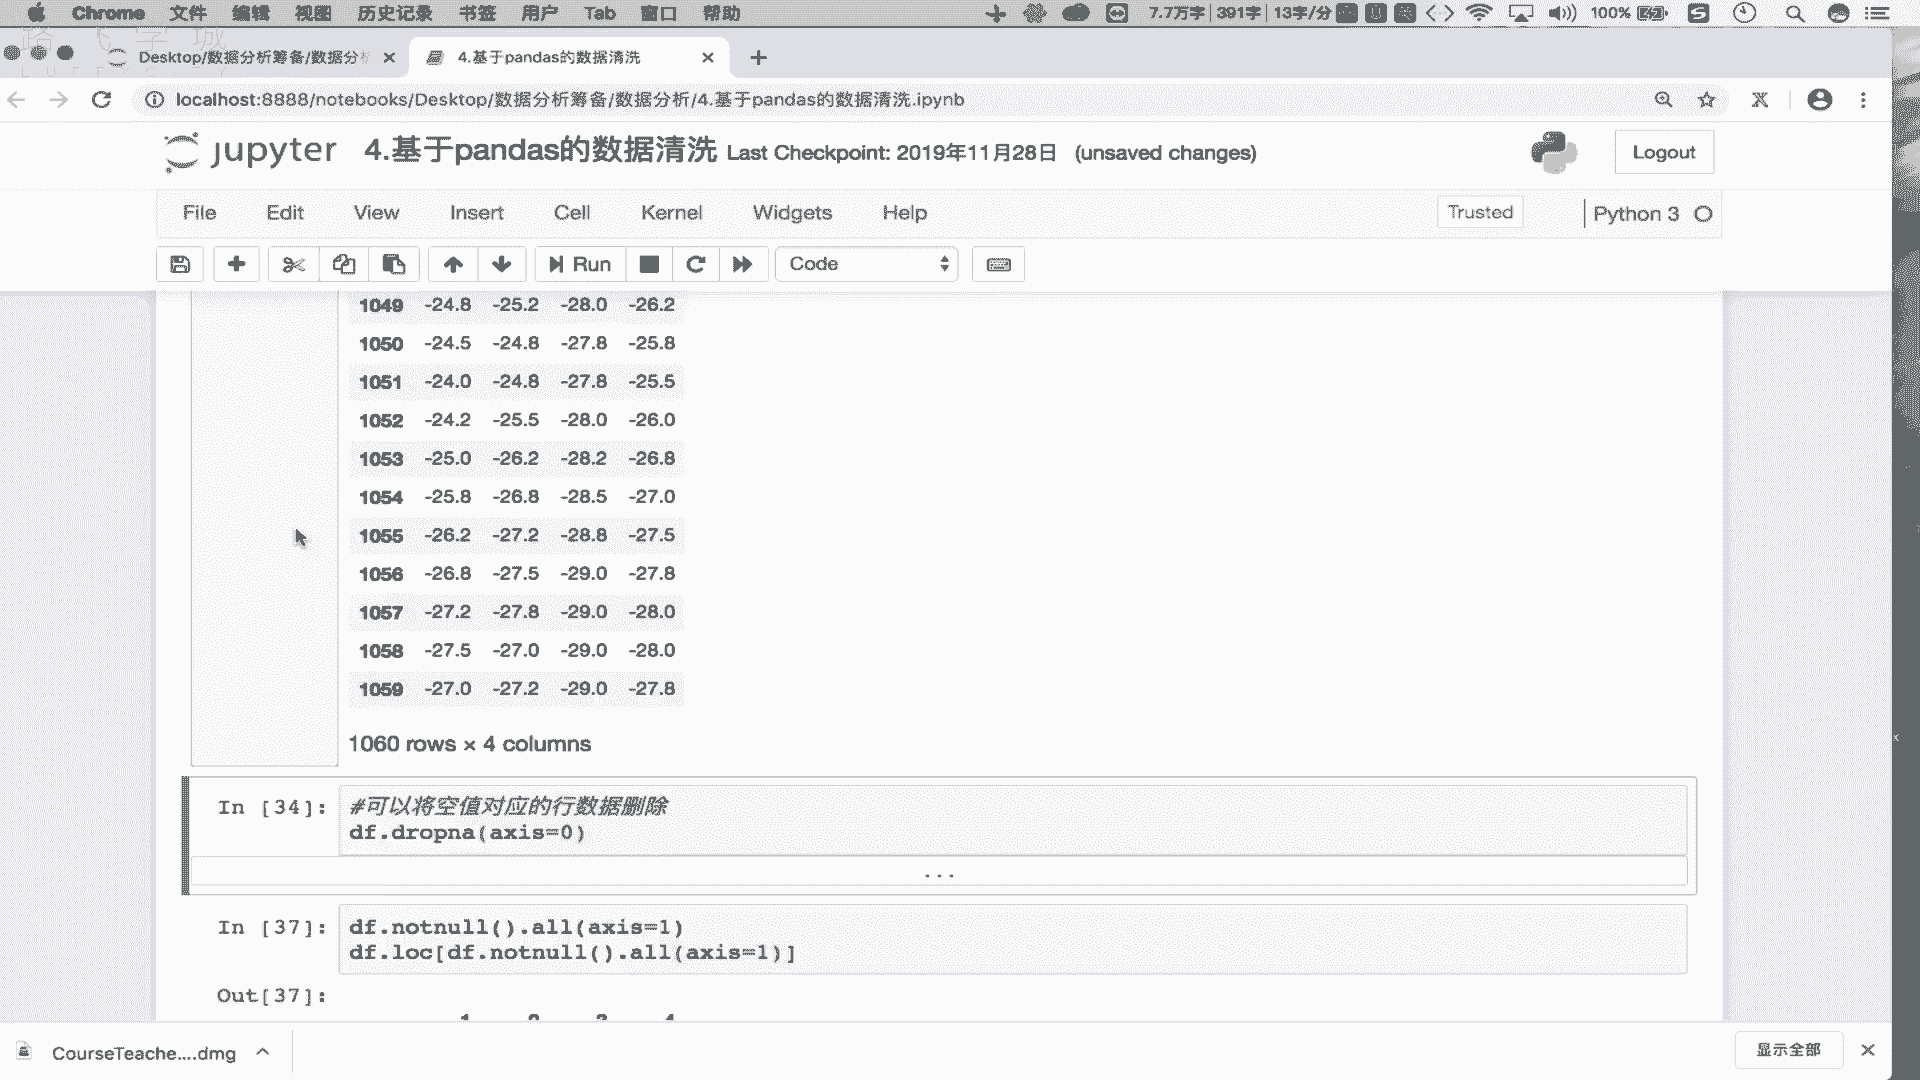 Chrome 文件 编辑 视图 历史记录 书签 用户 Tab 窗口 帮助 7.7万字 391字 13字/分 100%
Desktop/数据分析筹备/数据分析
4.基于pandas的数据清洗
localhost:8888/notebooks/Desktop/数据分析筹备/数据分析/4.基于pandas的数据清洗.ipynb
jupyter 4.基于pandas的数据清洗 Last Checkpoint: 2019年11月28日 (unsaved changes)
Logout
File Edit View Insert Cell Kernel Widgets Help Trusted Python 3
Run Code
1049 -24.8 -25.2 -28.0 -26.2
1050 -24.5 -24.8 -27.8 -25.8
1051 -24.0 -24.8 -27.8 -25.5
1052 -24.2 -25.5 -28.0 -26.0
1053 -25.0 -26.2 -28.2 -26.8
1054 -25.8 -26.8 -28.5 -27.0
1055 -26.2 -27.2 -28.8 -27.5
1056 -26.8 -27.5 -29.0 -27.8
1057 -27.2 -27.8 -29.0 -28.0
1058 -27.5 -27.0 -29.0 -28.0
1059 -27.0 -27.2 -29.0 -27.8
1060 rows × 4 columns
In [34]: #可以将空值对应的行数据删除
df.dropna(axis=0)
...
In [37]: df.notnull().all(axis=1)
df.loc[df.notnull().all(axis=1)]
Out[37]:
1 2 3 4
CourseTeache....dmg
显示全部